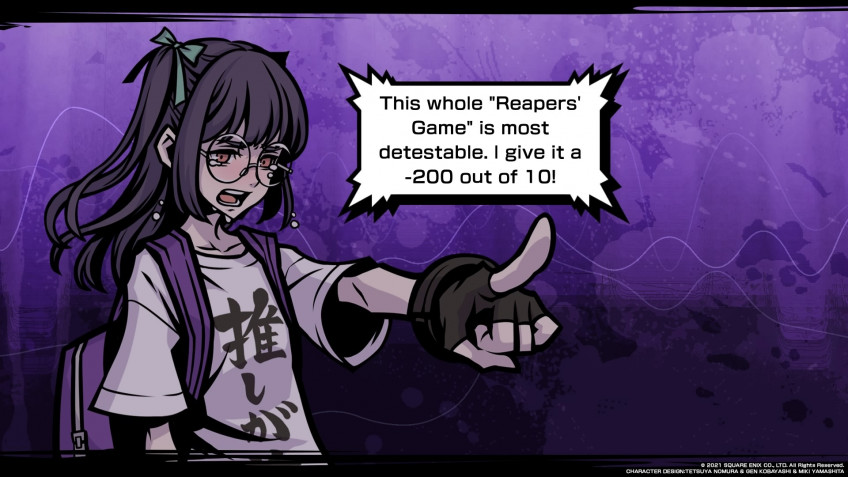 This whole "Reapers'
Game" is most
detestable. I give it a
-200 out of 10!
推しが
© 2021 SQUARE ENIX CO., LTD. All Rights Reserved.
CHARACTER DESIGN:TETSUYA NOMURA & GEN KOBAYASHI & MIKI YAMASHITA